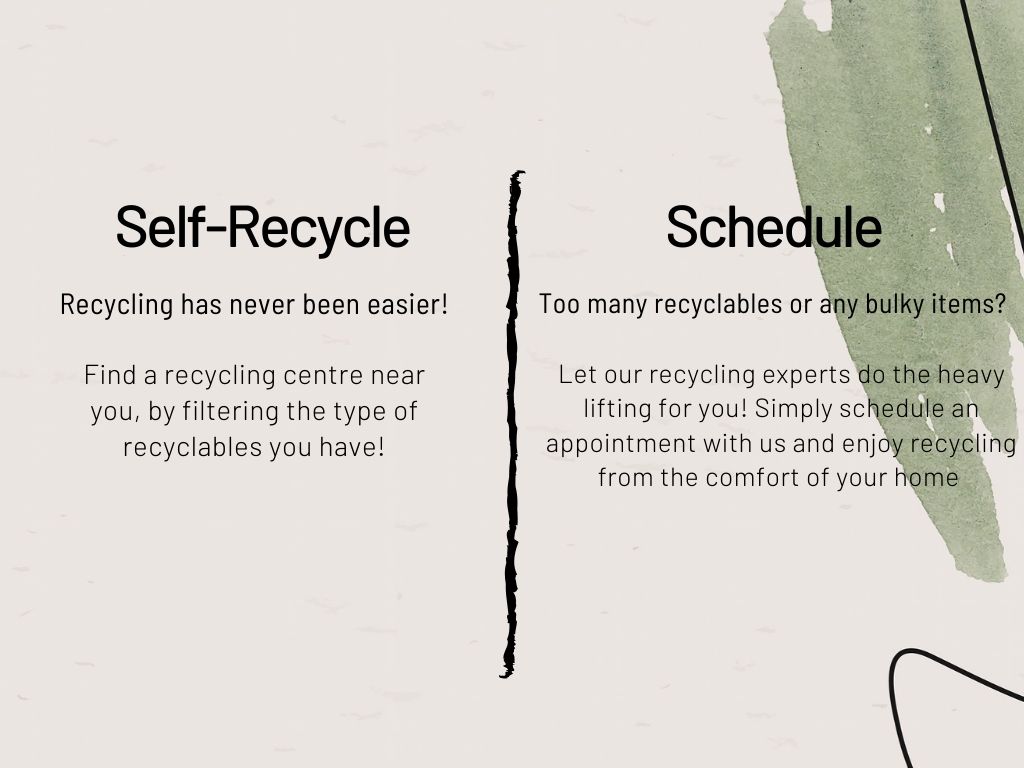 Self-Recycle
Recycling has never been easier!
Find a recycling centre near
you, by filtering the type of
recyclables you have!
Schedule
Too many recyclables or any bulky items?
Let our recycling experts do the heavy
lifting for you! Simply schedule an
appointment with us and enjoy recycling
from the comfort of your home